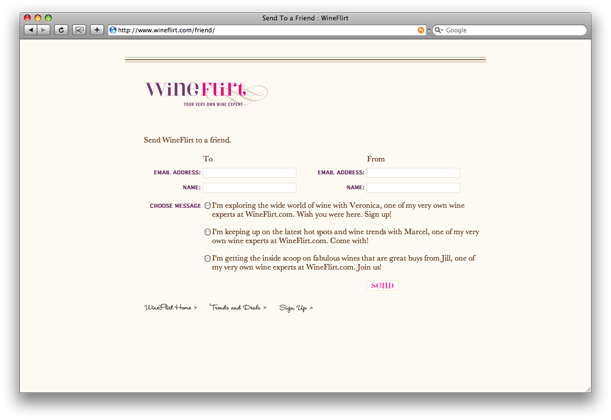 Send To a Friend : WineFlirt
http://www.wineflirt.com/friend/
Google
WineFlirt
YOUR VERY OWN WINE EXPERT
Send WineFlirt to a friend.
To From
EMAIL ADDRESS: EMAIL ADDRESS:
NAME: NAME:
CHOOSE MESSAGE I'm exploring the wide world of wine with Veronica, one of my very own wine
experts at WineFlirt.com. Wish you were here. Sign up!
I'm keeping up on the latest hot spots and wine trends with Marcel, one of my very
own wine experts at WineFlirt.com. Come with!
I'm getting the inside scoop on fabulous wines that are great buys from Jill, one of
my very own wine experts at WineFlirt.com. Join us!
send
WineFlirt Home > Trends and Deals > Sign Up >